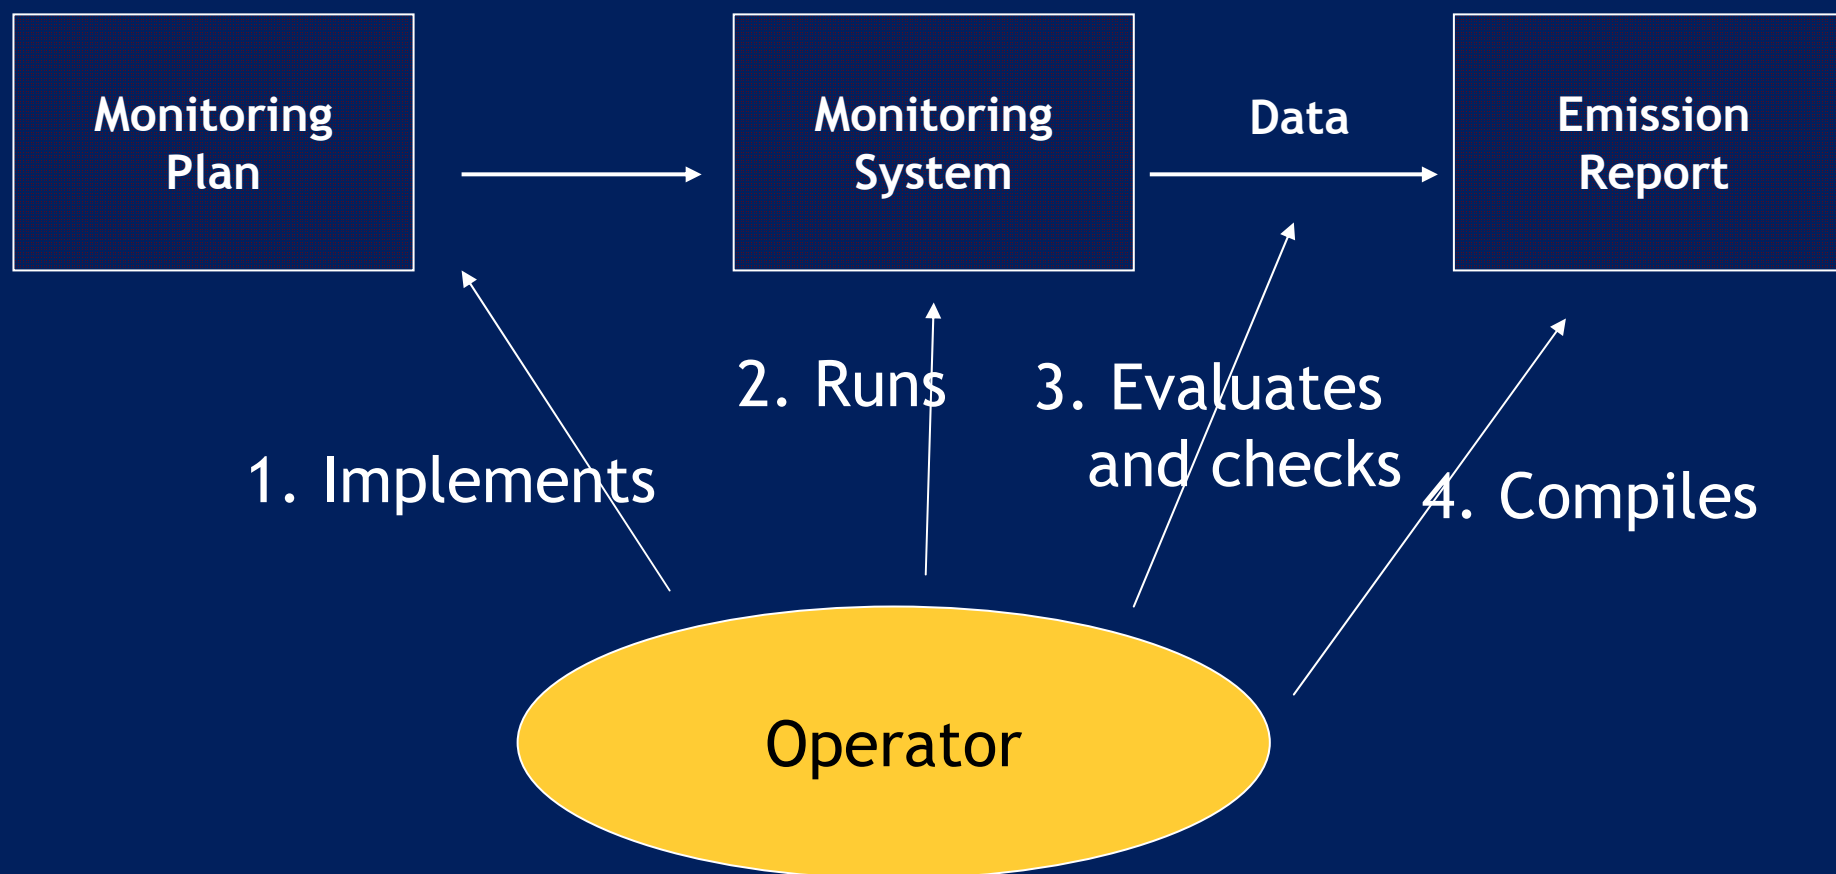 Monitoring
Plan
Monitoring
System
Data
Emission
Report
2. Runs
3. Evaluates
and checks
1. Implements
4. Compiles
Operator